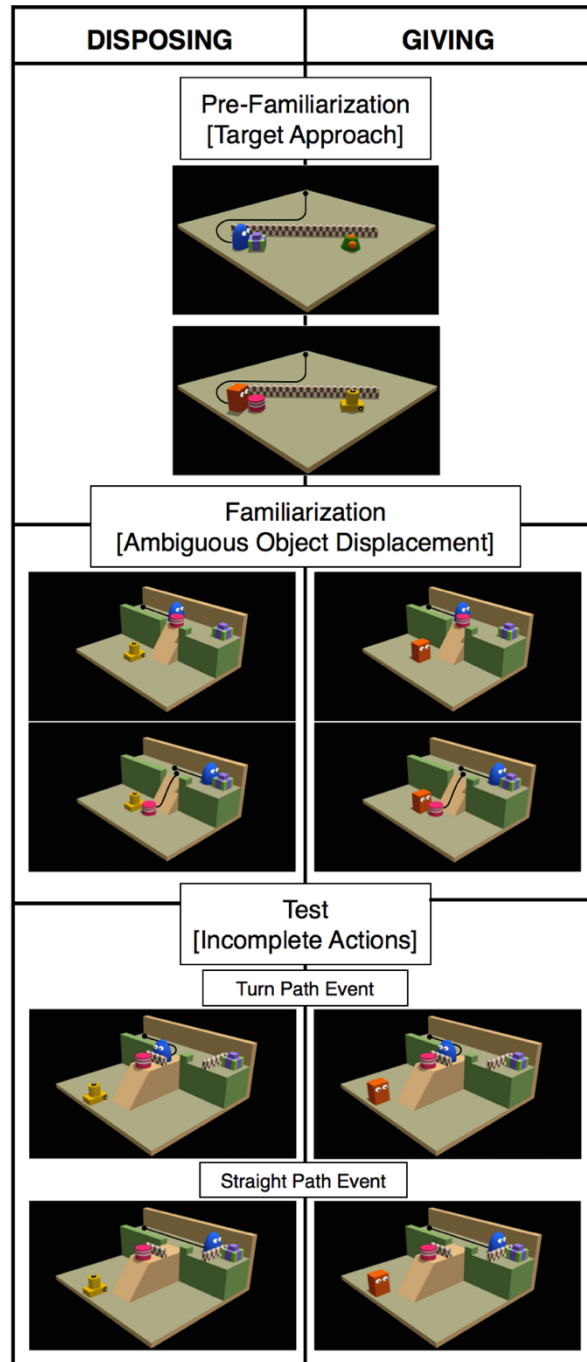 DISPOSING
GIVING
Pre-Familiarization
[Target Approach]
Familiarization
[Ambiguous Object Displacement]
Test
[Incomplete Actions]
Turn Path Event
Straight Path Event